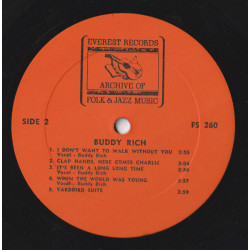 EVEREST RECORDS
ARCHIVE OF
FOLK & JAZZ MUSIC
SIDE 2
FS 260
BUDDY RICH
1. I DON'T WANT TO WALK WITHOUT YOU
Vocal - Buddy Rich
2. CLAP HANDS, HERE COMES CHARLIE
3. IT'S BEEN A LONG LONG TIME
Vocal - Buddy Rich
4. WHEN THE WORLD WAS YOUNG
Vocal - Buddy Rich
5. YARDBIRD SUITE